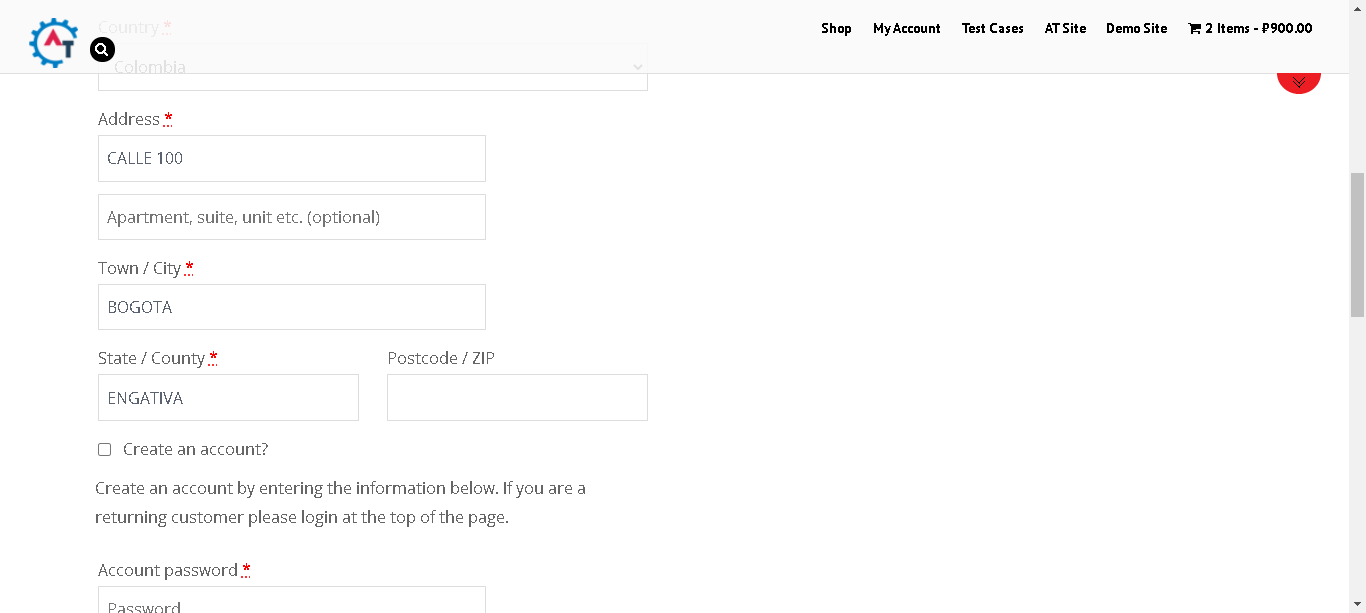 AT
Shop My Account Test Cases AT Site Demo Site 2 Items - ₽900.00
Country *
Colombia
Address *
CALLE 100
Apartment, suite, unit etc. (optional)
Town / City *
BOGOTA
State / County * Postcode / ZIP
ENGATIVA
Create an account?
Create an account by entering the information below. If you are a
returning customer please login at the top of the page.
Account password *
Password